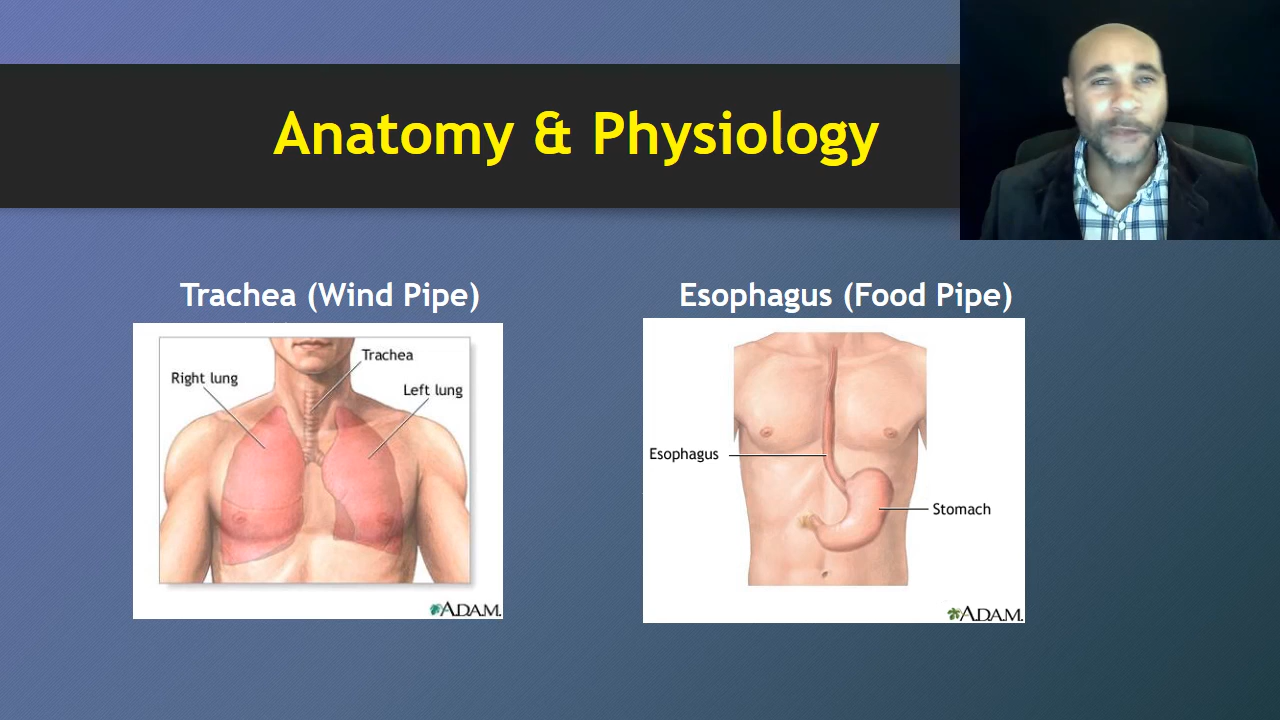 Anatomy & Physiology
Trachea (Wind Pipe)
Trachea
Right lung
Left lung
A.D.A.M.
Esophagus (Food Pipe)
Esophagus
Stomach
A.D.A.M.